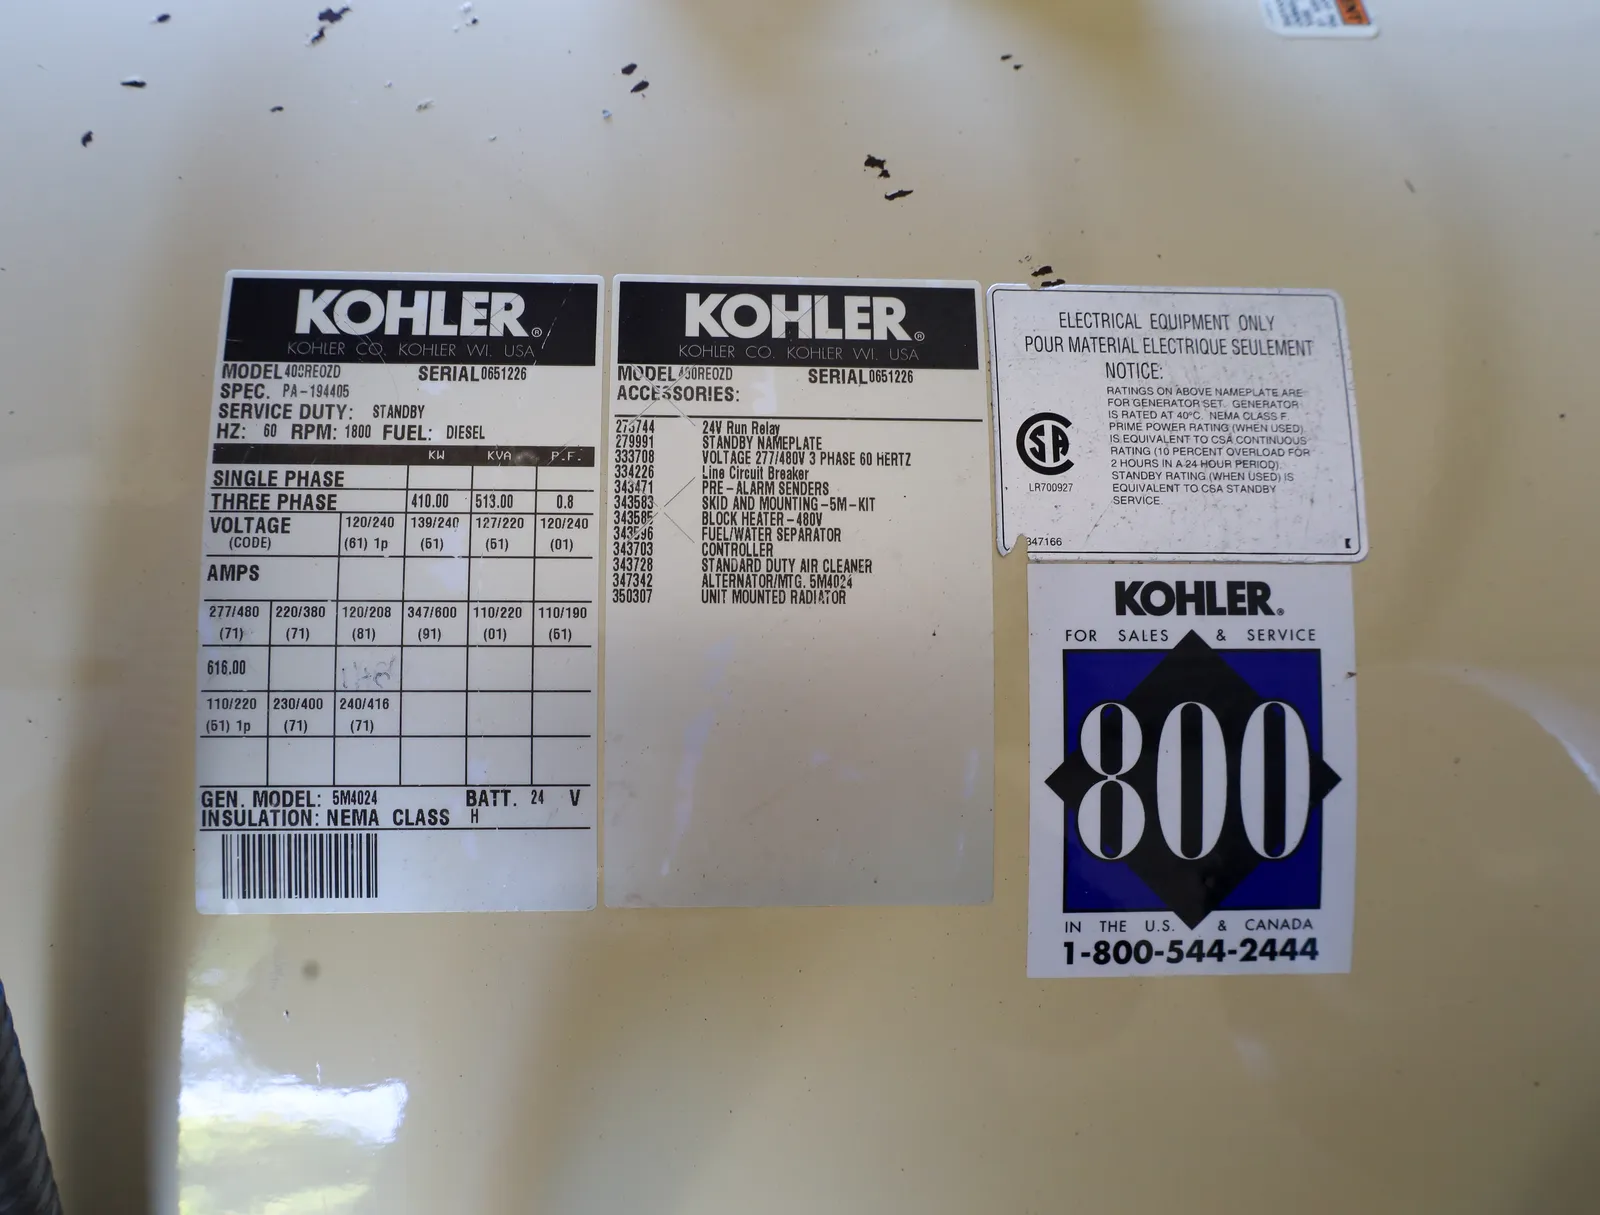 KOHLER®
KOHLER CO. KOHLER WI. USA
MODEL 400REOZD SERIAL 0651226
SPEC. PA-194405
SERVICE DUTY: STANDBY
HZ: 60 RPM: 1800 FUEL: DIESEL
KW KVA P.F.
SINGLE PHASE
THREE PHASE 410.00 513.00 0.8
VOLTAGE 120/240 139/240 127/220 120/240
(CODE) (61) 1p (51) (51) (01)
AMPS
277/480 220/380 120/208 347/600 110/220 110/190
(71) (71) (81) (91) (01) (51)
616.00
110/220 230/400 240/416
(51) 1p (71) (71)
GEN. MODEL: 5M4024 BATT. 24 V
INSULATION: NEMA CLASS H
KOHLER®
KOHLER CO. KOHLER WI. USA
MODEL 400REOZD SERIAL 0651226
ACCESSORIES:
273744 24V Run Relay
279991 STANDBY NAMEPLATE
333708 VOLTAGE 277/480V 3 PHASE 60 HERTZ
334226 Line Circuit Breaker
343471 PRE-ALARM SENDERS
343583 SKID AND MOUNTING-5M-KIT
343585 BLOCK HEATER-480V
343596 FUEL/WATER SEPARATOR
343703 CONTROLLER
343728 STANDARD DUTY AIR CLEANER
347342 ALTERNATOR/MTG. 5M4024
350307 UNIT MOUNTED RADIATOR
ELECTRICAL EQUIPMENT ONLY
POUR MATERIAL ELECTRIQUE SEULEMENT
NOTICE:
RATINGS ON ABOVE NAMEPLATE ARE
FOR GENERATOR SET. GENERATOR
IS RATED AT 40°C. NEMA CLASS F.
PRIME POWER RATING (WHEN USED)
IS EQUIVALENT TO CSA CONTINUOUS
RATING (10 PERCENT OVERLOAD FOR
2 HOURS IN A 24 HOUR PERIOD).
STANDBY RATING (WHEN USED) IS
EQUIVALENT TO CSA STANDBY
SERVICE.
CSA
LR700927
347166
KOHLER®
FOR SALES & SERVICE
800
IN THE U.S. & CANADA
1-800-544-2444